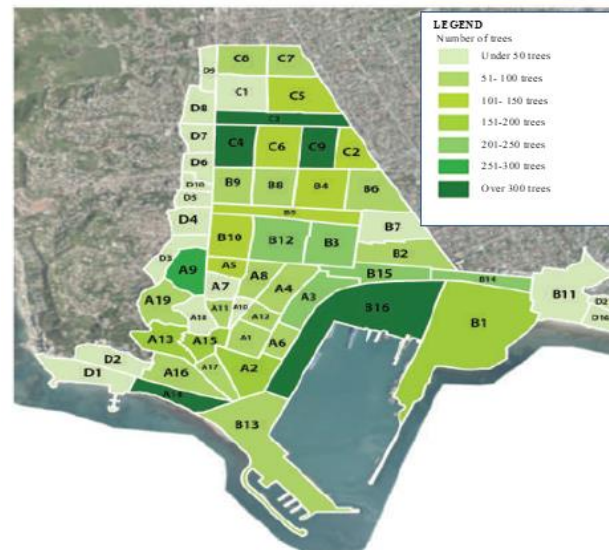 LEGEND
Number of trees
Under 50 trees
51- 100 trees
101- 150 trees
151-200 trees
201-250 trees
251-300 trees
Over 300 trees
C6 C7
D9
C1 C5
D8
C3
D7 C4 C6 C9 C2
D6
D10 B9 B8 B4 B6
D5
D4 B7
B10 B12 B3
B2
D3 A9 A5
A7 A8 B15 B14
A19 A4 A3 B11
A11 A10 B16 D2
A18 A12 B1 D16
A13 A15 A1 A6
D2 A17
D1 A16 A2
A14
B13